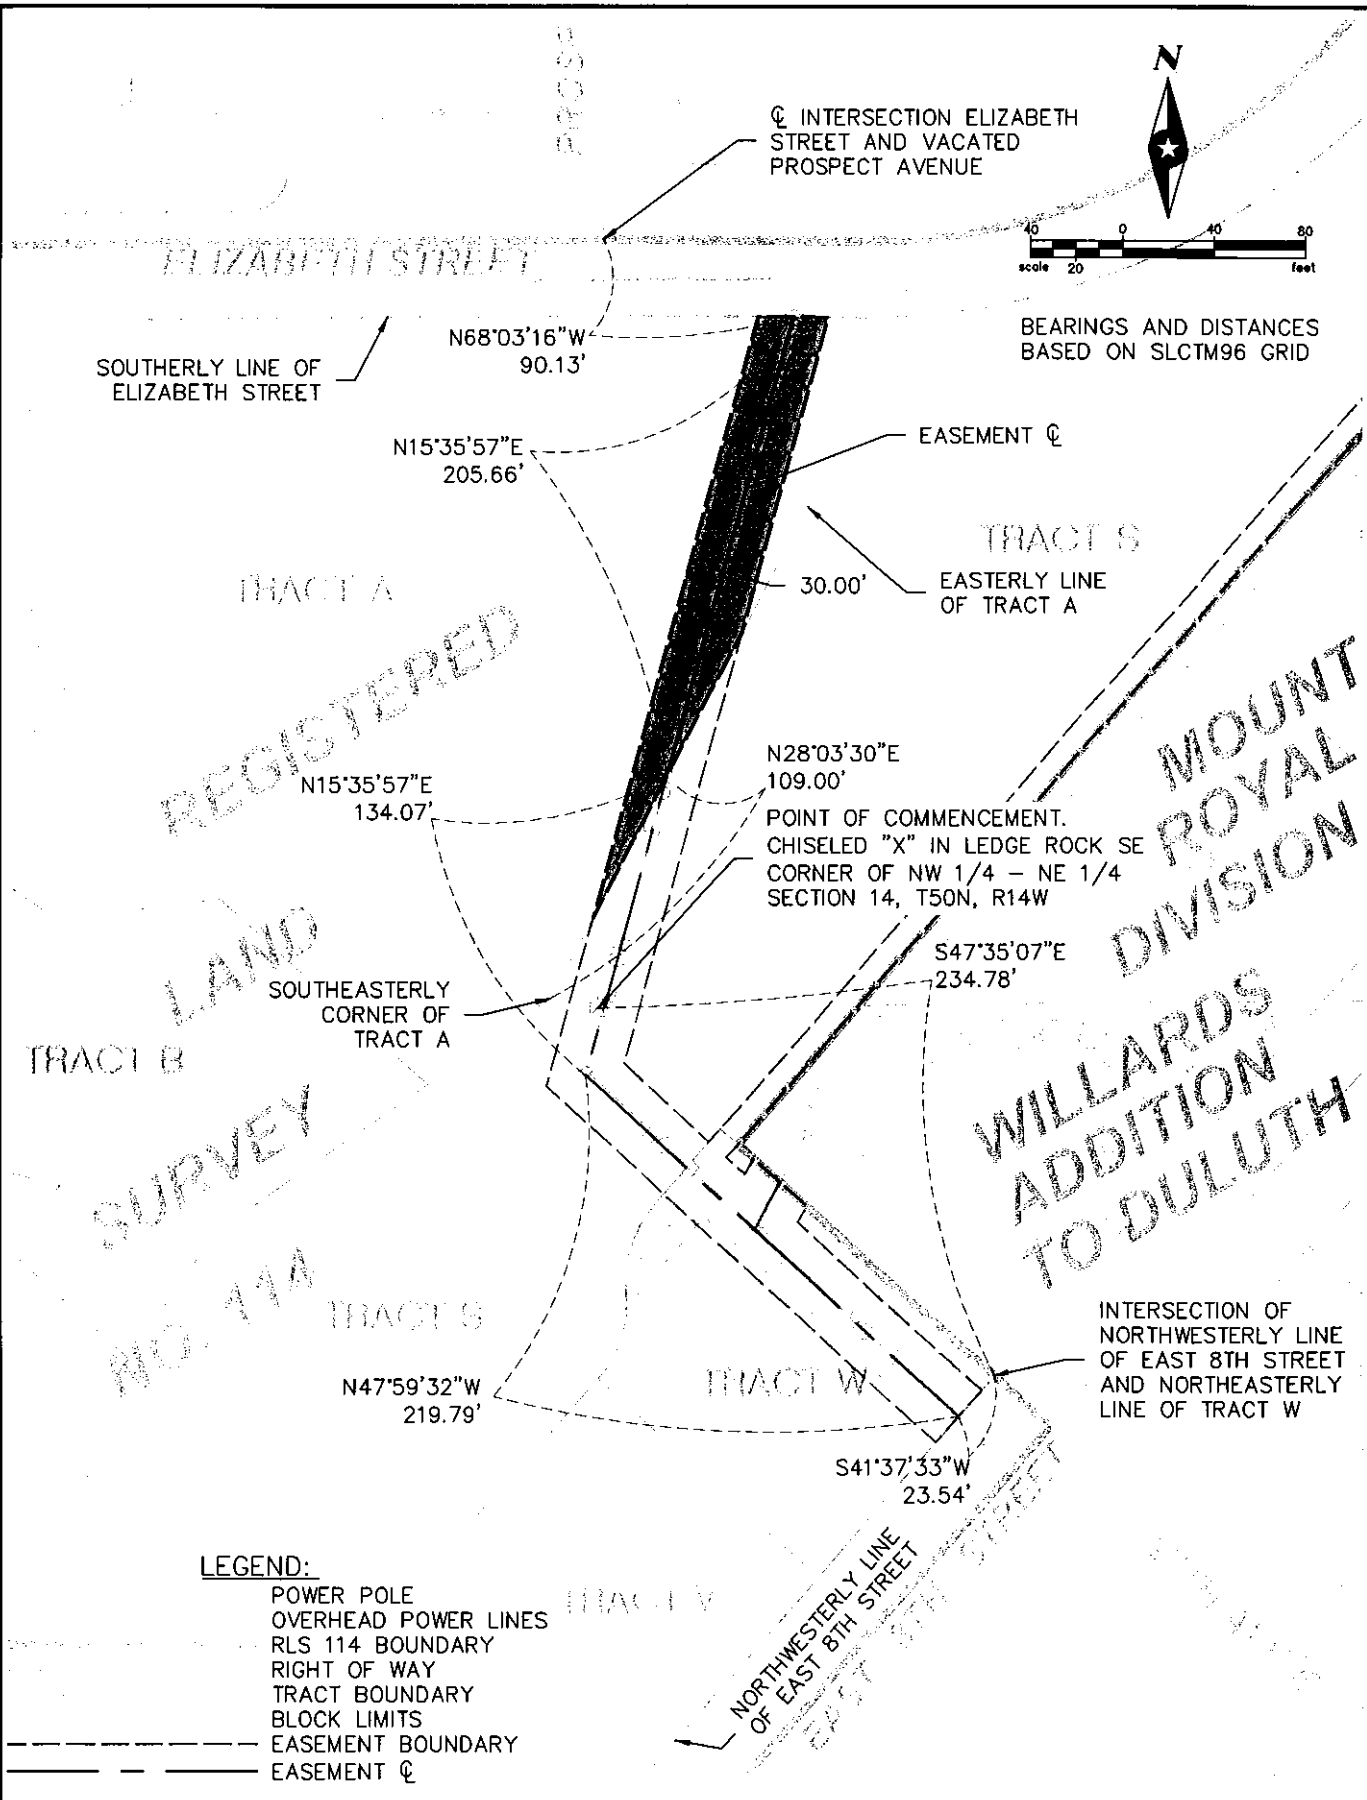 PROSP
N
℄ INTERSECTION ELIZABETH
STREET AND VACATED
PROSPECT AVENUE
40 0 40 80
scale 20 feet
ELIZABETH STREET
BEARINGS AND DISTANCES
BASED ON SLCTM96 GRID
N68°03'16"W
90.13'
SOUTHERLY LINE OF
ELIZABETH STREET
N15°35'57"E
205.66'
EASEMENT ℄
TRACT S
TRACT A
30.00'
EASTERLY LINE
OF TRACT A
REGISTERED
LAND
SURVEY
NO. 114
MOUNT
ROYAL
DIVISION
N15°35'57"E
134.07'
N28°03'30"E
109.00'
POINT OF COMMENCEMENT.
CHISELED "X" IN LEDGE ROCK SE
CORNER OF NW 1/4 – NE 1/4
SECTION 14, T50N, R14W
S47°35'07"E
234.78'
SOUTHEASTERLY
CORNER OF
TRACT A
TRACT B
WILLARDS
ADDITION
TO DULUTH
TRACT S
TRACT W
INTERSECTION OF
NORTHWESTERLY LINE
OF EAST 8TH STREET
AND NORTHEASTERLY
LINE OF TRACT W
N47°59'32"W
219.79'
S41°37'33"W
23.54'
NORTHWESTERLY LINE
OF EAST 8TH STREET
EAST 8TH STREET
TRACT V
LEGEND:
POWER POLE
OVERHEAD POWER LINES
RLS 114 BOUNDARY
RIGHT OF WAY
TRACT BOUNDARY
BLOCK LIMITS
EASEMENT BOUNDARY
EASEMENT ℄